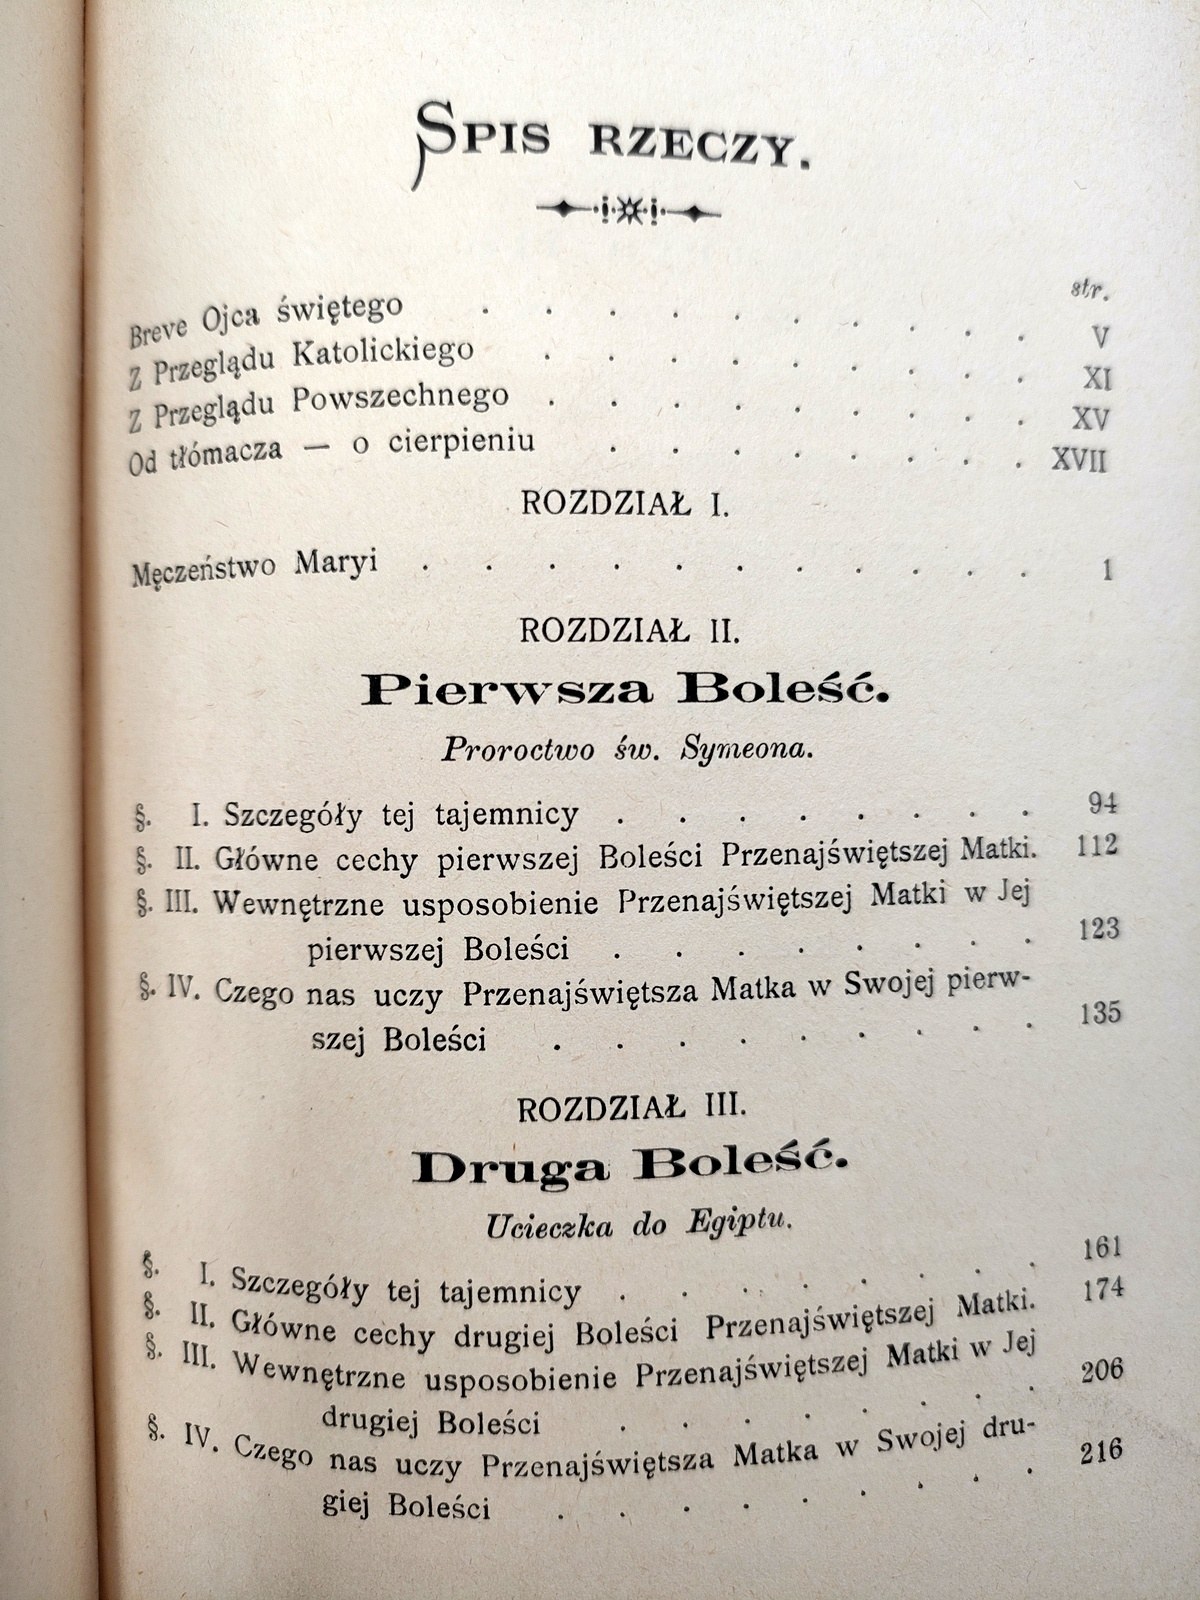 SPIS RZECZY.
str.
Breve Ojca świętego . . . . . . . . . . V
Z Przeglądu Katolickiego . . . . . . . . . XI
Z Przeglądu Powszechnego . . . . . . . . . XV
Od tłómacza — o cierpieniu . . . . . . . . XVII
ROZDZIAŁ I.
Męczeństwo Maryi . . . . . . . . . . . 1
ROZDZIAŁ II.
Pierwsza Boleść.
Proroctwo św. Symeona.
§. I. Szczegóły tej tajemnicy . . . . . . . . 94
§. II. Główne cechy pierwszej Boleści Przenajświętszej Matki. 112
§. III. Wewnętrzne usposobienie Przenajświętszej Matki w Jej
pierwszej Boleści . . . . . . . . 123
§. IV. Czego nas uczy Przenajświętsza Matka w Swojej pierw-
szej Boleści . . . . . . . . . 135
ROZDZIAŁ III.
Druga Boleść.
Ucieczka do Egiptu.
§. I. Szczegóły tej tajemnicy . . . . . . . . 161
§. II. Główne cechy drugiej Boleści Przenajświętszej Matki. 174
§. III. Wewnętrzne usposobienie Przenajświętszej Matki w Jej
drugiej Boleści . . . . . . . . 206
§. IV. Czego nas uczy Przenajświętsza Matka w Swojej dru-
giej Boleści . . . . . . . . . 216